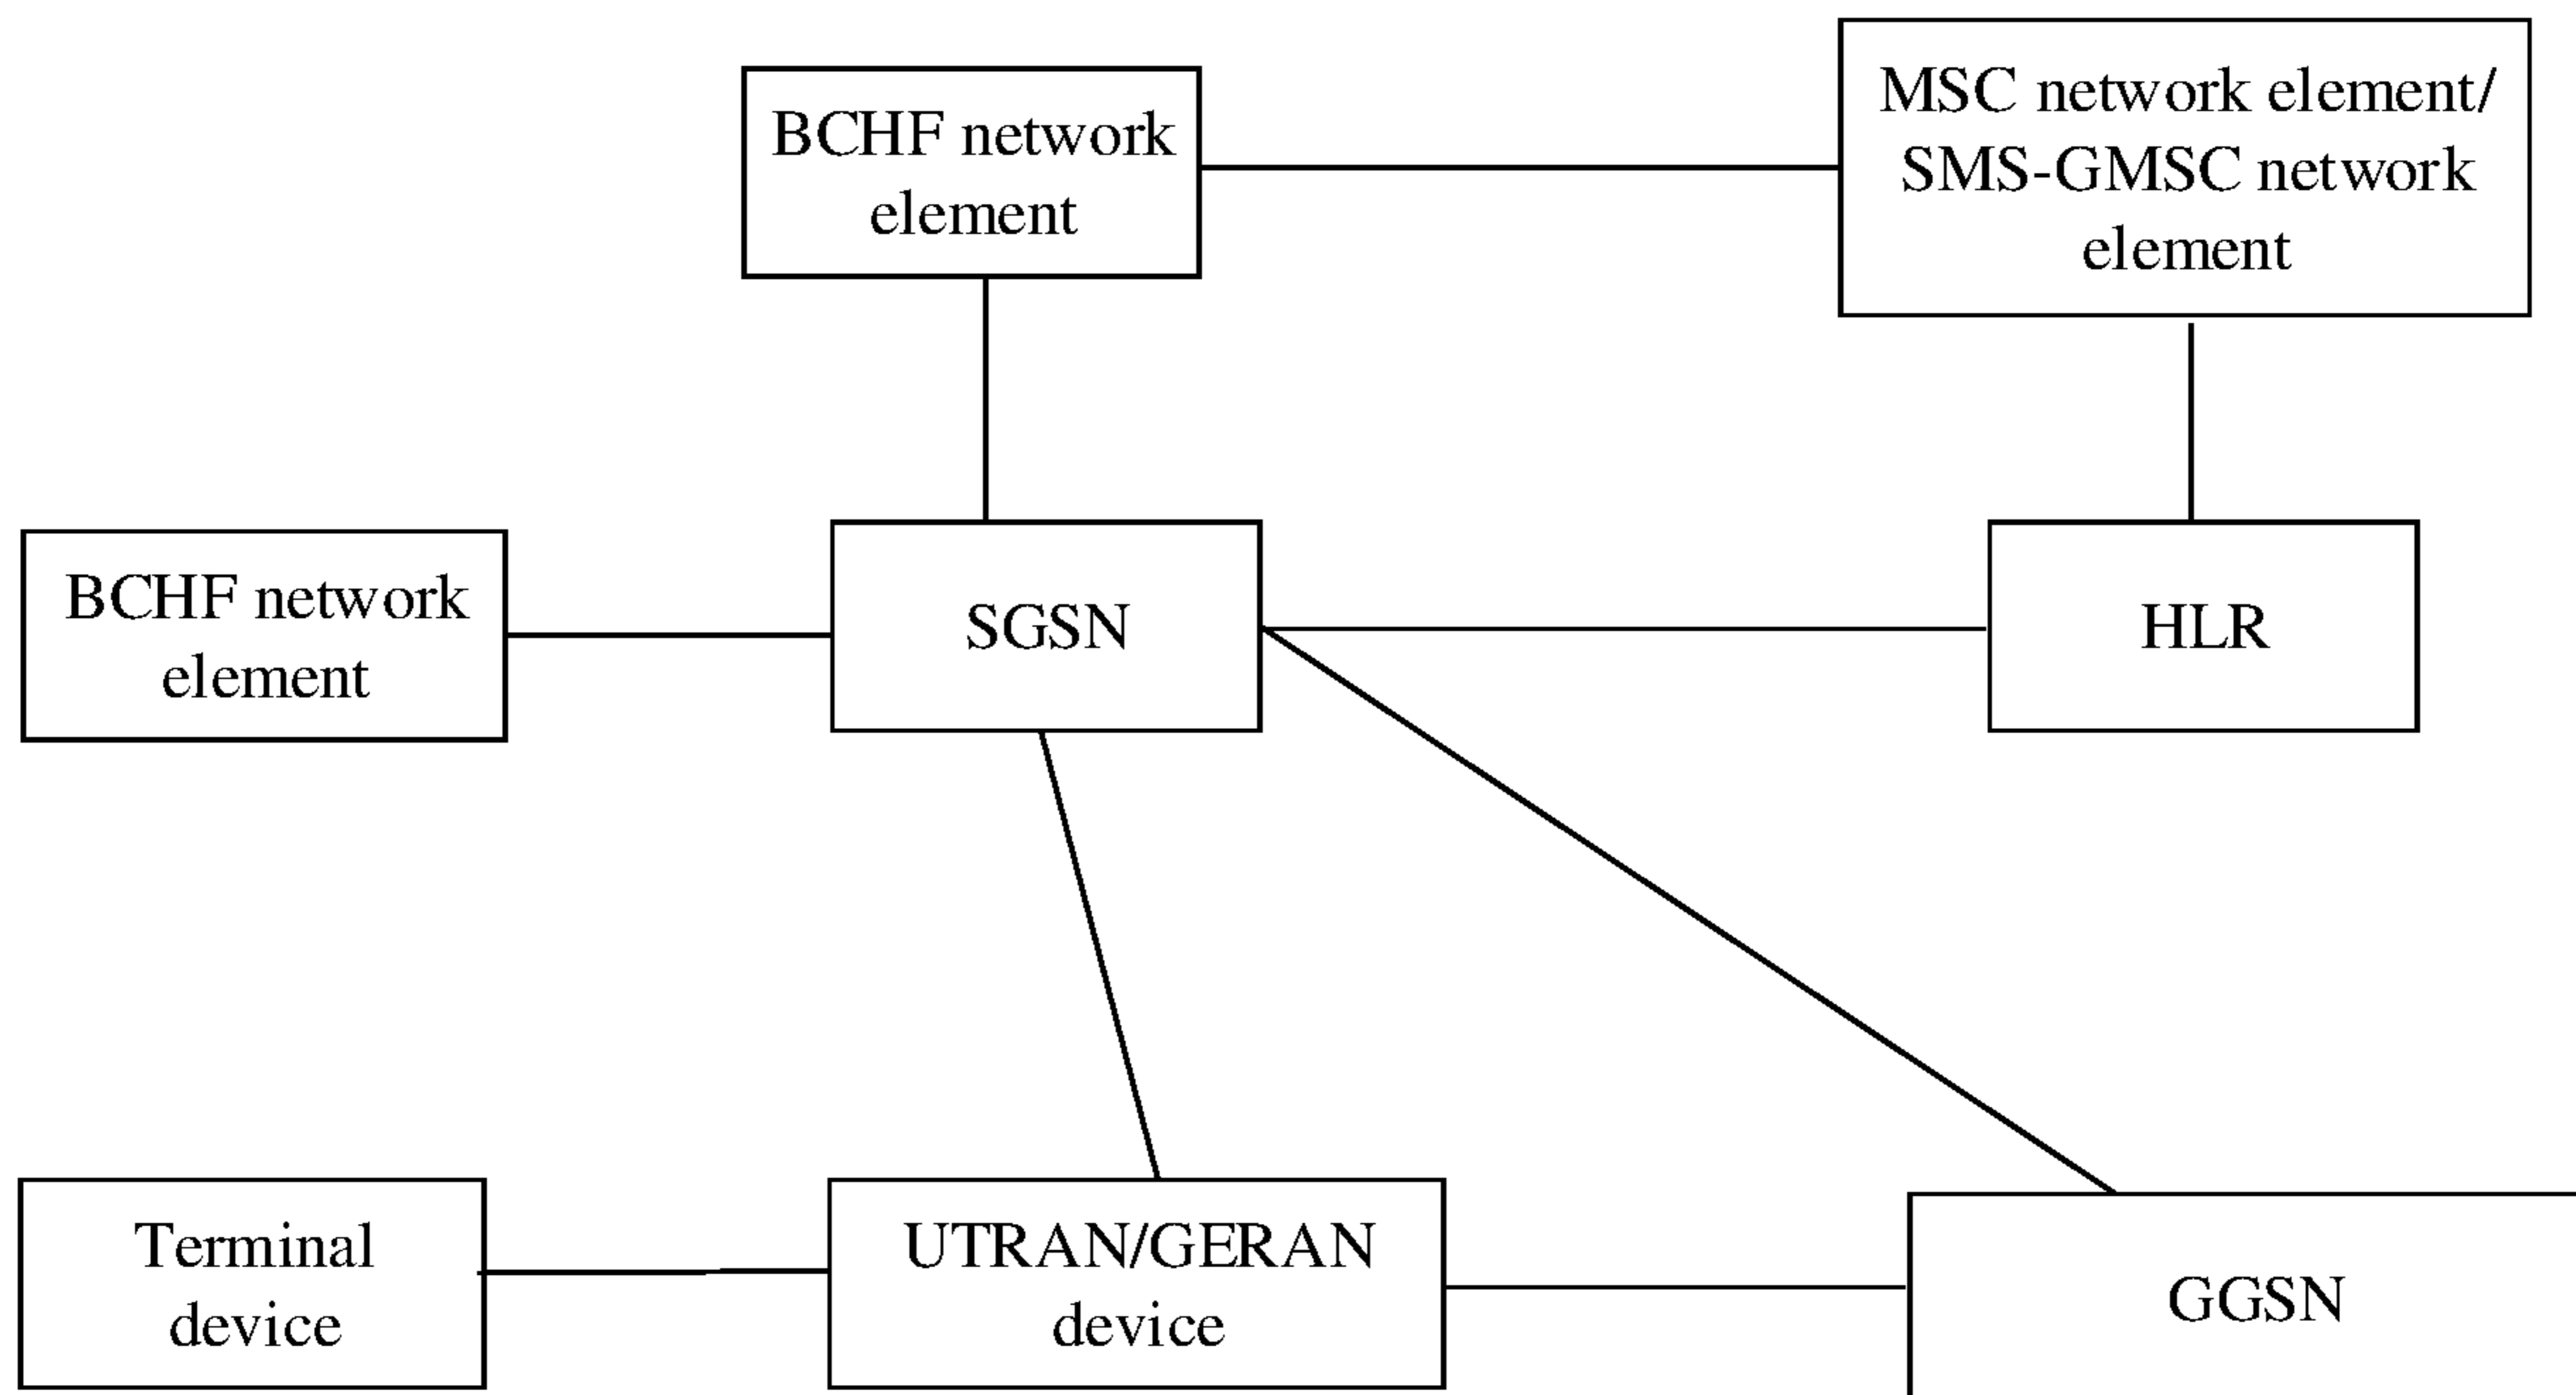 BCHF network
element
MSC network element/
SMS-GMSC network
element
BCHF network
element
SGSN
HLR
Terminal
device
UTRAN/GERAN
device
GGSN